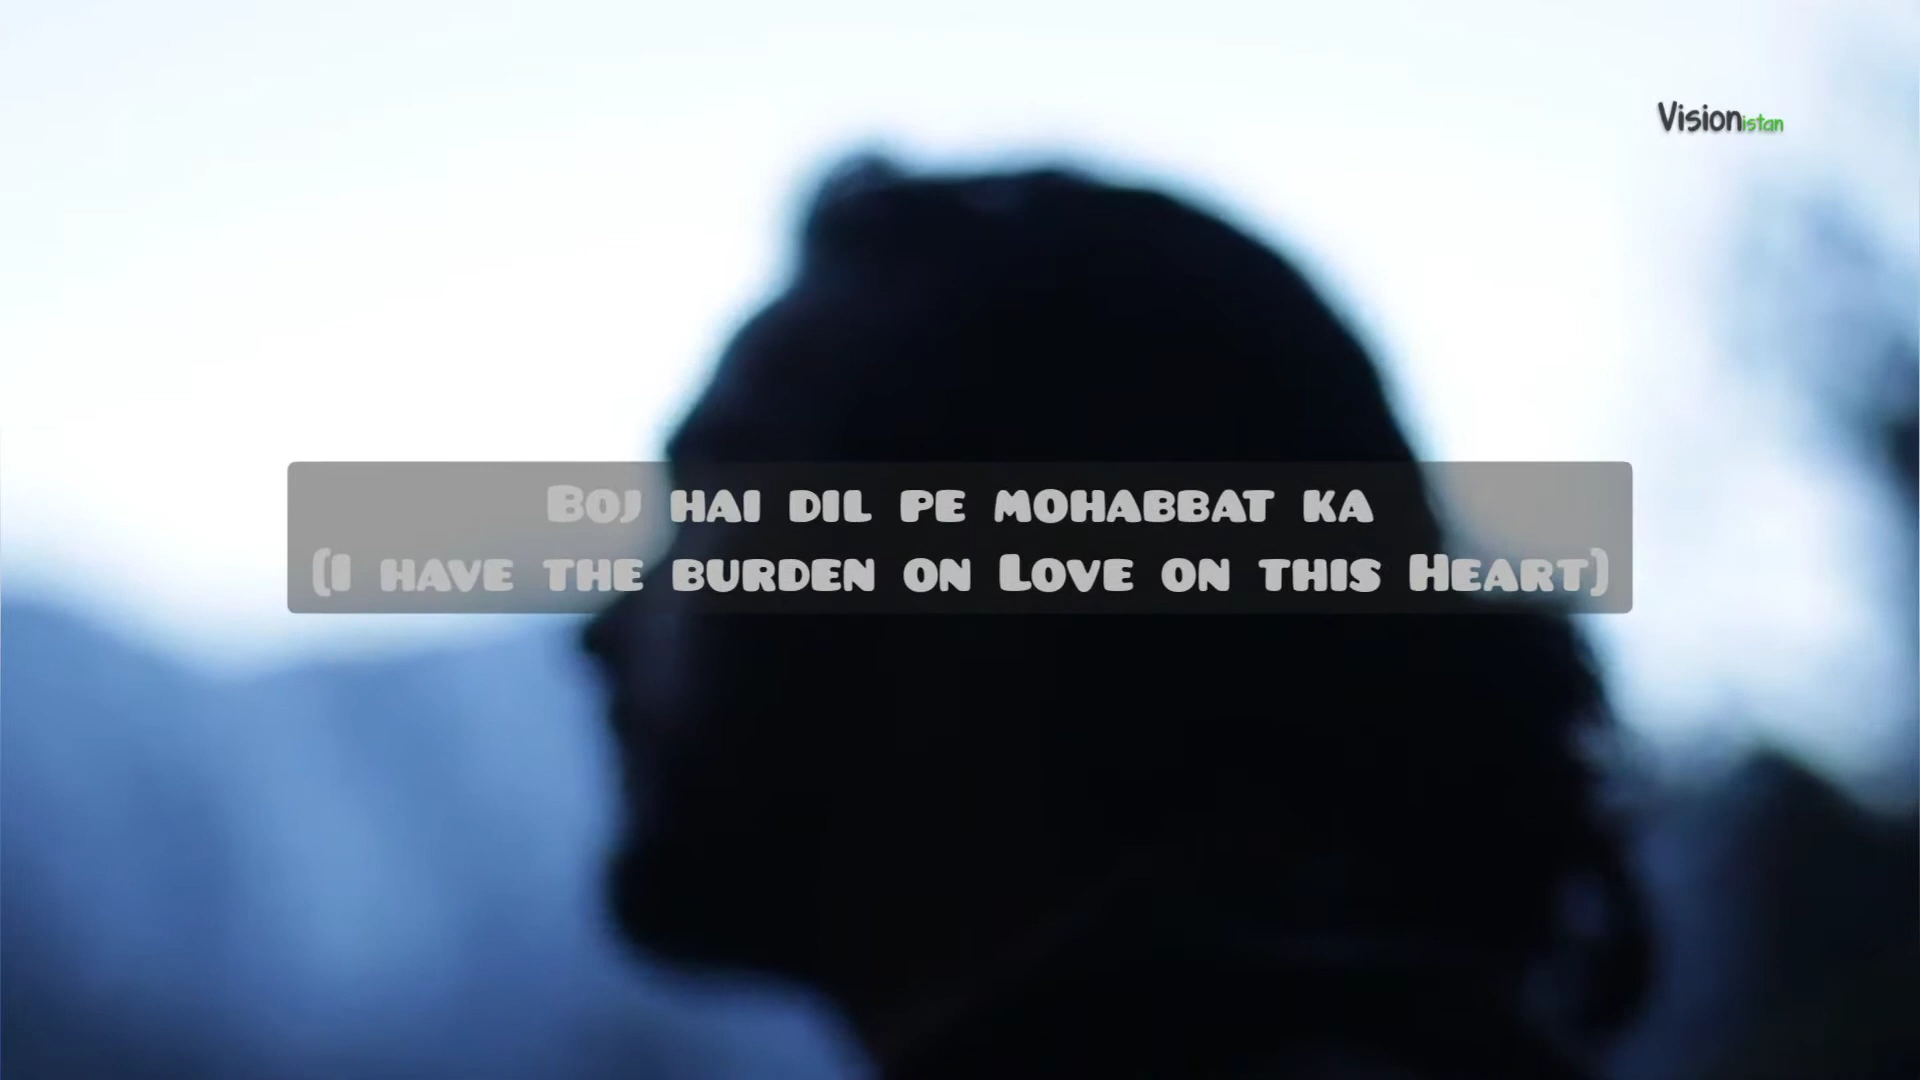 Visionistan
Boj hai dil pe mohabbat ka
(I have the burden on Love on this Heart)